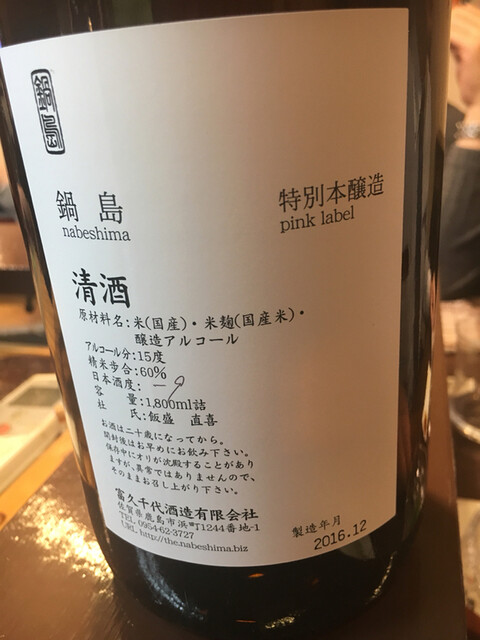 鍋島
鍋島
nabeshima
特別本醸造
pink label
清酒
原材料名:米(国産)・米麹(国産米)・
醸造アルコール
アルコール分:15度
精米歩合:60%
日本酒度:
容 量:1,800ml詰
杜 氏:飯盛 直喜
お酒は二十歳になってから。
開封後はお早めにお飲み下さい。
保存中にオリが沈殿することがあり
ますが、異常ではありませんので、
そのままお召し上がり下さい。
富久千代酒造有限会社
佐賀県鹿島市浜町1244番地-1
TEL 0954-62-3727
URL http://the.nabeshima.biz
製造年月
2016.12